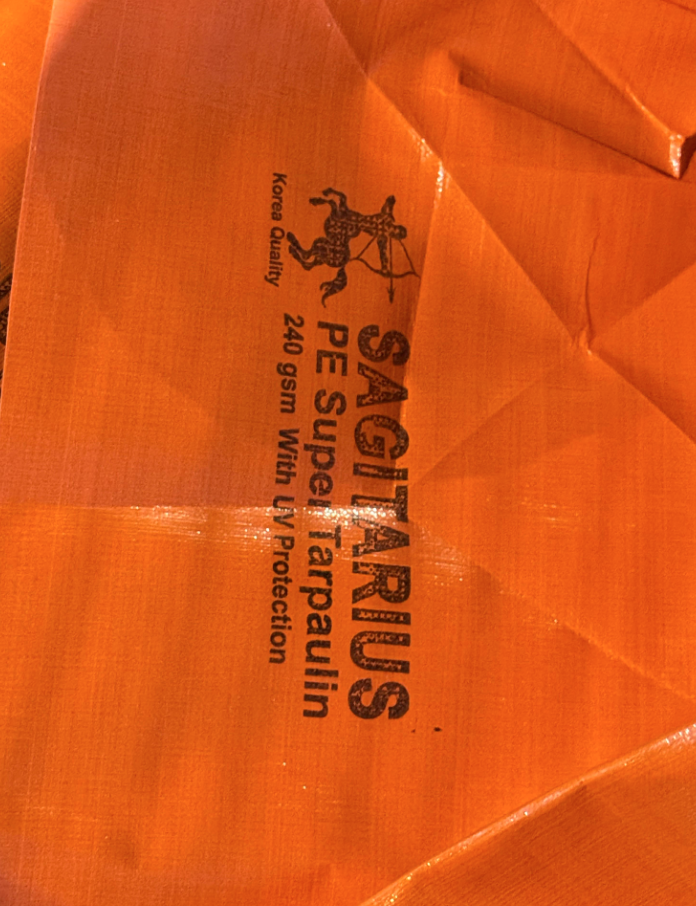 SAGITARIUS
PE Super Tarpaulin
240 gsm With UV Protection
Korea Quality